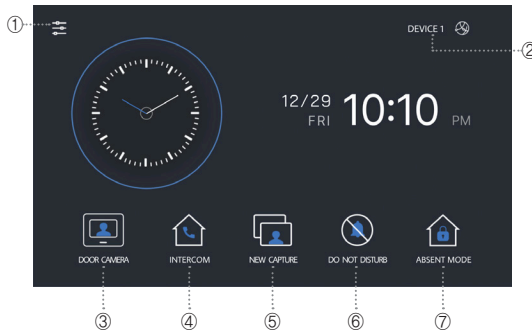 ①
DEVICE 1
②
12/29
FRI
10:10 PM
DOOR CAMERA
INTERCOM
NEW CAPTURE
DO NOT DISTURB
ABSENT MODE
③ ④ ⑤ ⑥ ⑦